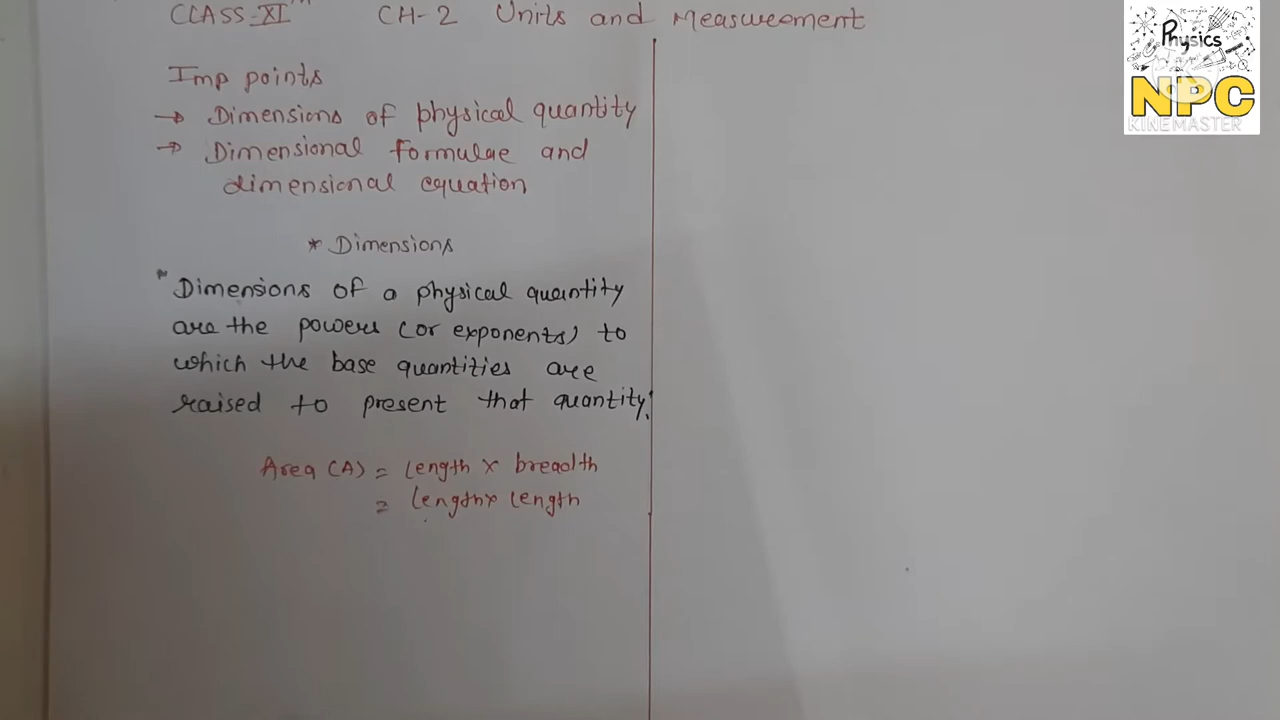 CLASS-XI CH-2 Units and Measurement
Imp points
→ Dimensions of physical quantity
→ Dimensional formulae and
dimensional equation
* Dimensions
"Dimensions of a physical quantity
are the powers (or exponents) to
which the base quantities are
raised to present that quantity.
Area (A) = length × breadth
= length × length
Physics
NPC
KINEMASTER